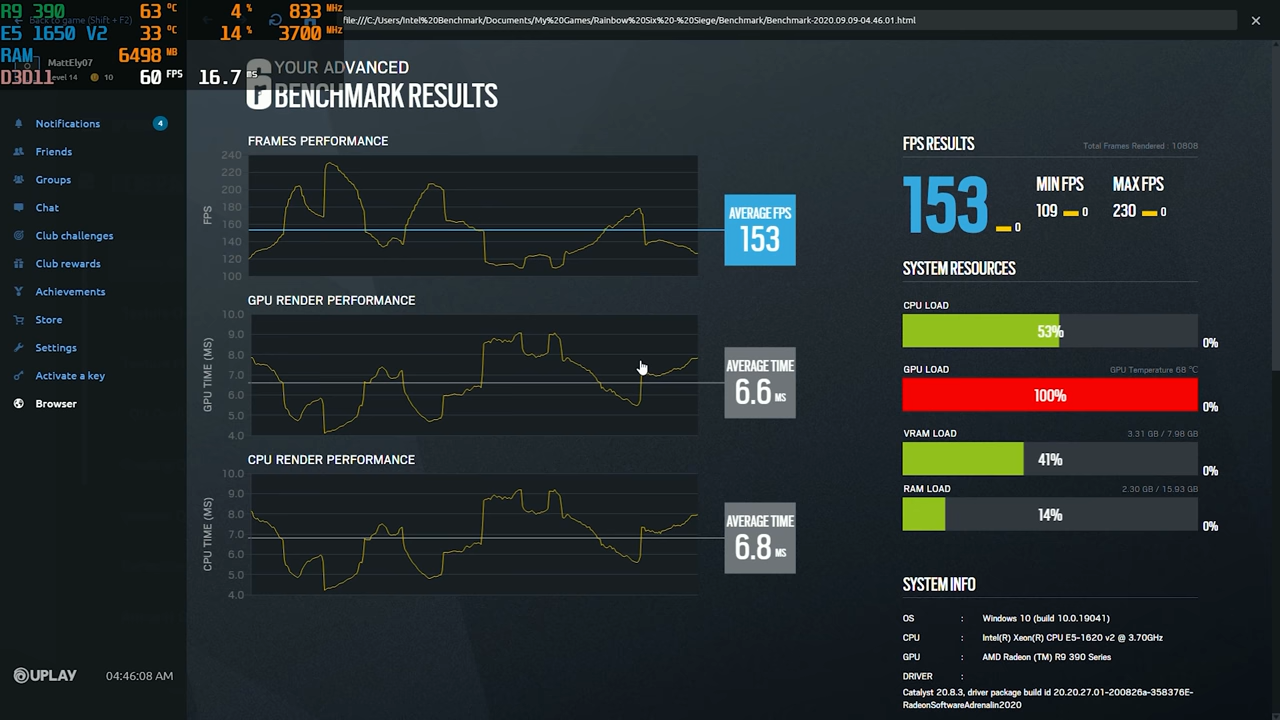 Back to game (Shift + F2)
file:///C:/Users/Intel%20Benchmark/Documents/My%20Games/Rainbow%20Six%20-%20Siege/Benchmark/Benchmark-2020.09.09-04.46.01.html
R9 390 63 °C 4 % 833 MHz
E5 1650 V2 33 °C 14 % 3700 MHz
RAM 6498 MB
D3D11 60 FPS 16.7 ms
MattEly07
Level 14 10
Notifications 4
Friends
Groups
Chat
Club challenges
Club rewards
Achievements
Store
Settings
Activate a key
Browser
UPLAY 04:46:08 AM
YOUR ADVANCED
BENCHMARK RESULTS
FRAMES PERFORMANCE
FPS
240
220
200
180
160
140
120
100
AVERAGE FPS
153
GPU RENDER PERFORMANCE
GPU TIME (MS)
10.0
9.0
8.0
7.0
6.0
5.0
4.0
AVERAGE TIME
6.6 MS
CPU RENDER PERFORMANCE
CPU TIME (MS)
10.0
9.0
8.0
7.0
6.0
5.0
4.0
AVERAGE TIME
6.8 MS
FPS RESULTS Total Frames Rendered : 10808
153 0
MIN FPS
109 0
MAX FPS
230 0
SYSTEM RESOURCES
CPU LOAD
53% 0%
GPU LOAD GPU Temperature 68 °C
100% 0%
VRAM LOAD 3.31 GB / 7.98 GB
41% 0%
RAM LOAD 2.30 GB / 15.93 GB
14% 0%
SYSTEM INFO
OS : Windows 10 (build 10.0.19041)
CPU : Intel(R) Xeon(R) CPU E5-1620 v2 @ 3.70GHz
GPU : AMD Radeon (TM) R9 390 Series
DRIVER :
Catalyst 20.8.3, driver package build id 20.20.27.01-200826a-358376E-
RadeonSoftwareAdrenalin2020